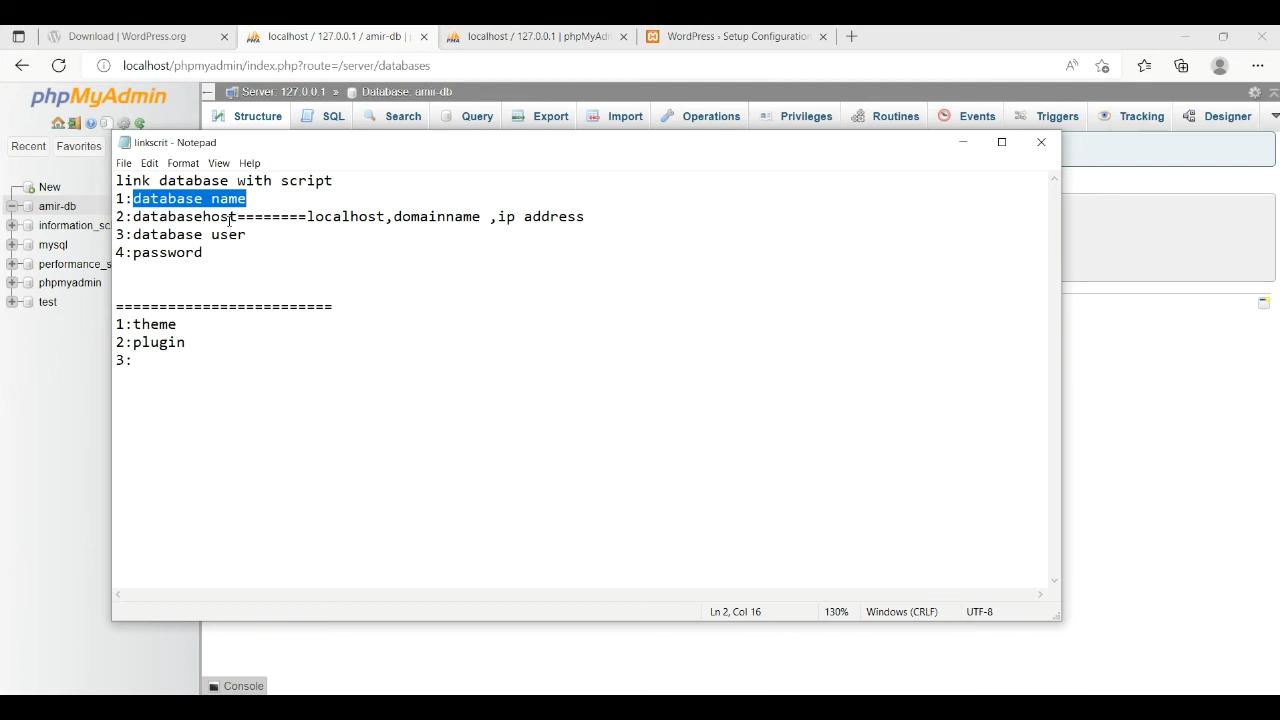 Download | WordPress.org
localhost / 127.0.0.1 / amir-db |
localhost / 127.0.0.1 | phpMyAdm
WordPress › Setup Configuration
localhost/phpmyadmin/index.php?route=/server/databases
phpMyAdmin
Server: 127.0.0.1 » Database: amir-db
Structure SQL Search Query Export Import Operations Privileges Routines Events Triggers Tracking Designer
Recent Favorites
New
amir-db
information_sc
mysql
performance_s
phpmyadmin
test
linkscrit - Notepad
File Edit Format View Help
link database with script
1:database name
2:databasehost========localhost,domainname ,ip address
3:database user
4:password
=========================
1:theme
2:plugin
3:
Ln 2, Col 16 130% Windows (CRLF) UTF-8
Console